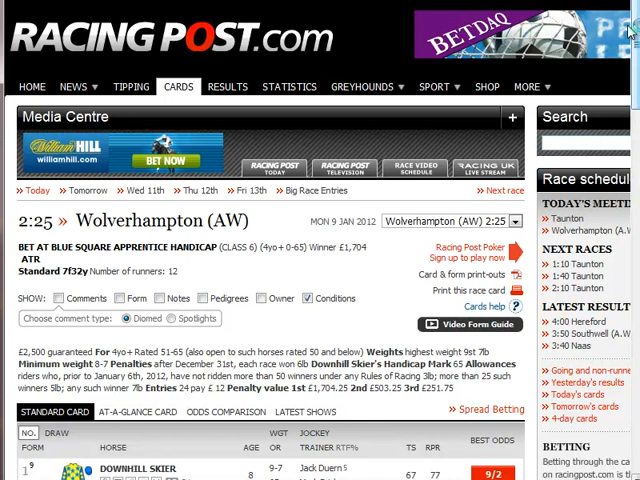 RACING POST.com
BETDAQ
HOME NEWS TIPPING CARDS RESULTS STATISTICS GREYHOUNDS SPORT SHOP MORE
Media Centre +
William HILL
williamhill.com
BET NOW
RACING POST TODAY
RACING POST TELEVISION
RACE VIDEO SCHEDULE
RACING UK LIVE STREAM
Search
» Today » Tomorrow » Wed 11th » Thu 12th » Fri 13th » Big Race Entries » Next race
2:25 » Wolverhampton (AW) MON 9 JAN 2012 Wolverhampton (AW) 2:25
BET AT BLUE SQUARE APPRENTICE HANDICAP (CLASS 6) (4yo+ 0-65) Winner £1,704
ATR
Standard 7f32y Number of runners: 12
Racing Post Poker
Sign up to play now
Card & form print-outs
Print this race card
Cards help ?
Video Form Guide
SHOW: Comments Form Notes Pedigrees Owner Conditions
Choose comment type: Diomed Spotlights
£2,500 guaranteed For 4yo+ Rated 51-65 (also open to such horses rated 50 and below) Weights highest weight 9st 7lb
Minimum weight 8-7 Penalties after December 31st, each race won 6lb Downhill Skier's Handicap Mark 65 Allowances
riders who, prior to January 6th, 2012, have not ridden more than 50 winners under any Rules of Racing 3lb; more than 25 such
winners 5lb; any such winner 7lb Entries 24 pay £ 12 Penalty value 1st £1,704.25 2nd £503.25 3rd £251.75
STANDARD CARD AT-A-GLANCE CARD ODDS COMPARISON LATEST SHOWS » Spread Betting
NO. DRAW
FORM HORSE AGE WGT OR JOCKEY TRAINER RTF% TS RPR BEST ODDS
1 9 DOWNHILL SKIER 8 9-7 Jack Duern 5 67 77 9/2
Race schedul
TODAY'S MEETI
» Taunton
» Wolverhampton (A.W
NEXT RACES
» 1:10 Taunton
» 1:40 Taunton
» 2:10 Taunton
LATEST RESULT
» 4:00 Hereford
» 3:50 Southwell (A.W
» 3:40 Naas
» Going and non-runne
» Yesterday's results
» Today's cards
» Tomorrow's cards
» 4-day cards
BETTING
Betting through the ca
on racingpost.com is e